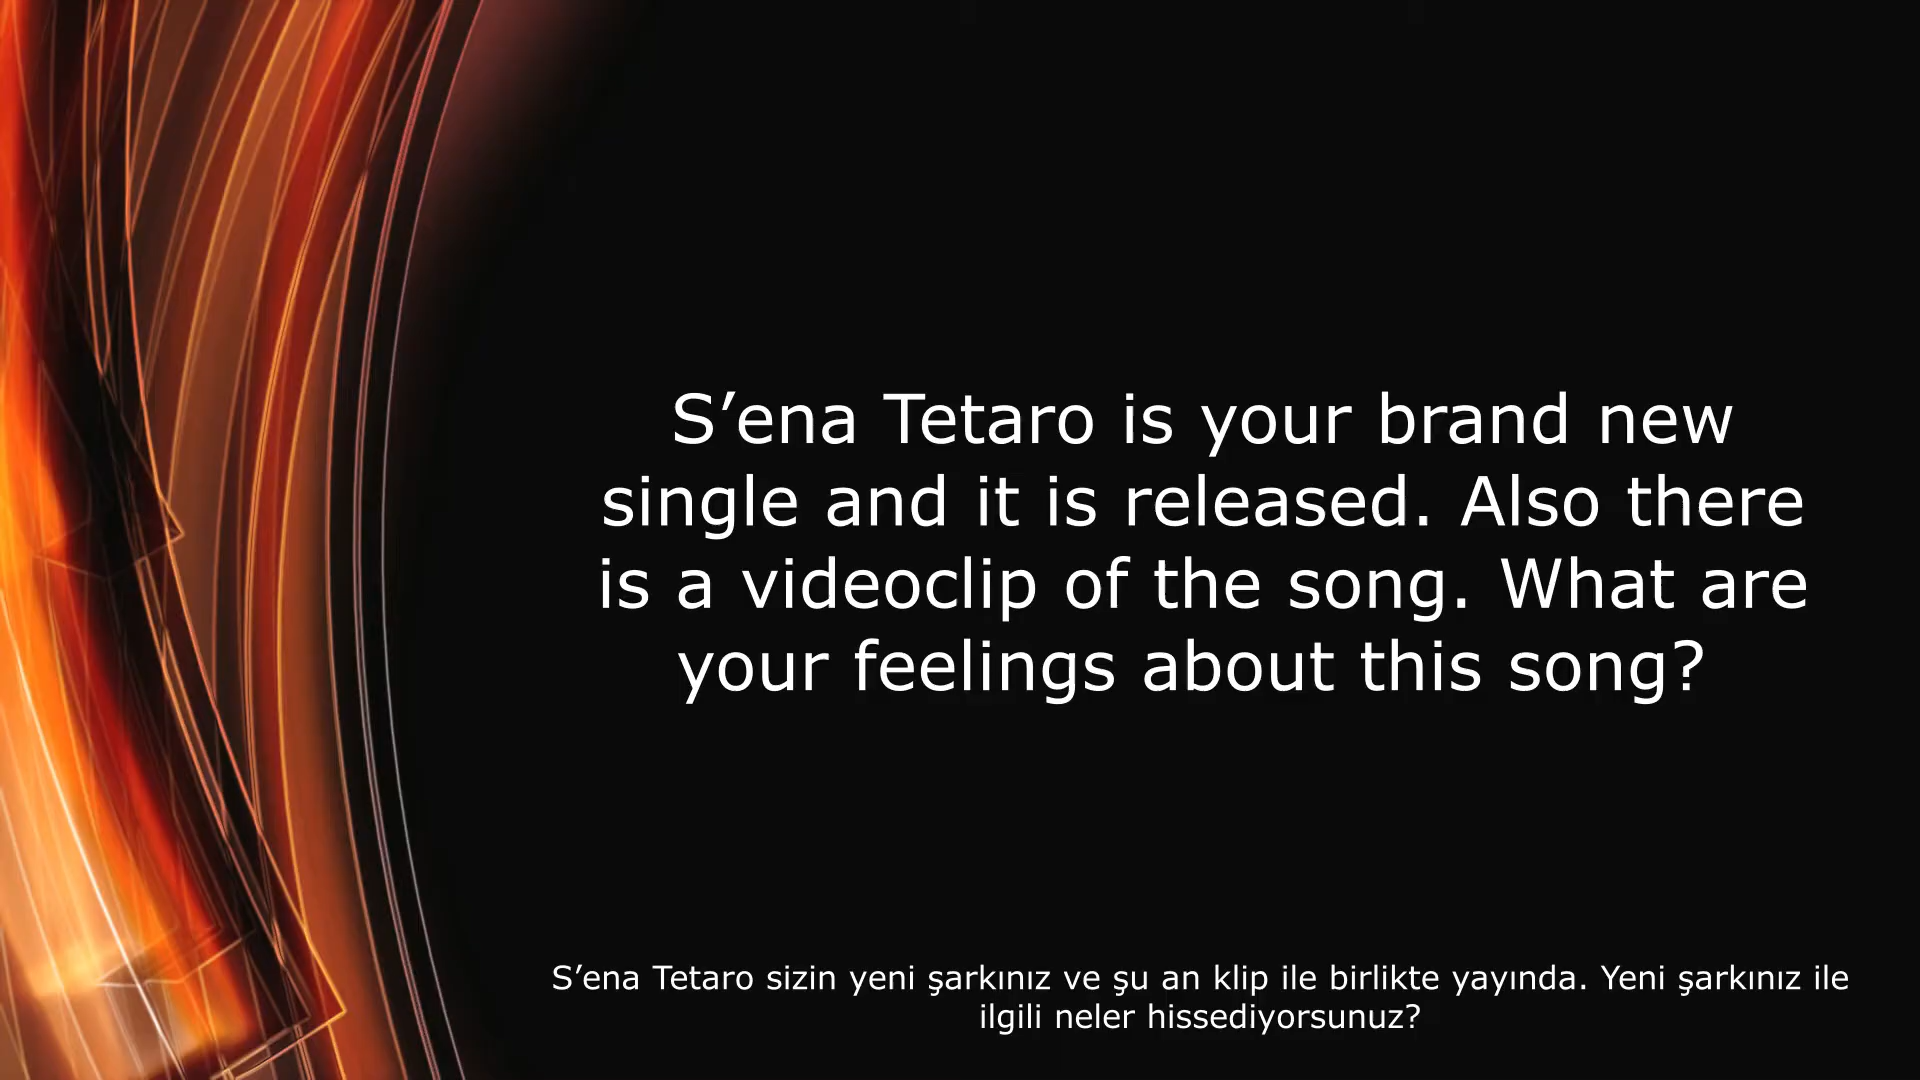 S’ena Tetaro is your brand new
single and it is released. Also there
is a videoclip of the song. What are
your feelings about this song?
S’ena Tetaro sizin yeni şarkınız ve şu an klip ile birlikte yayında. Yeni şarkınız ile
ilgili neler hissediyorsunuz?